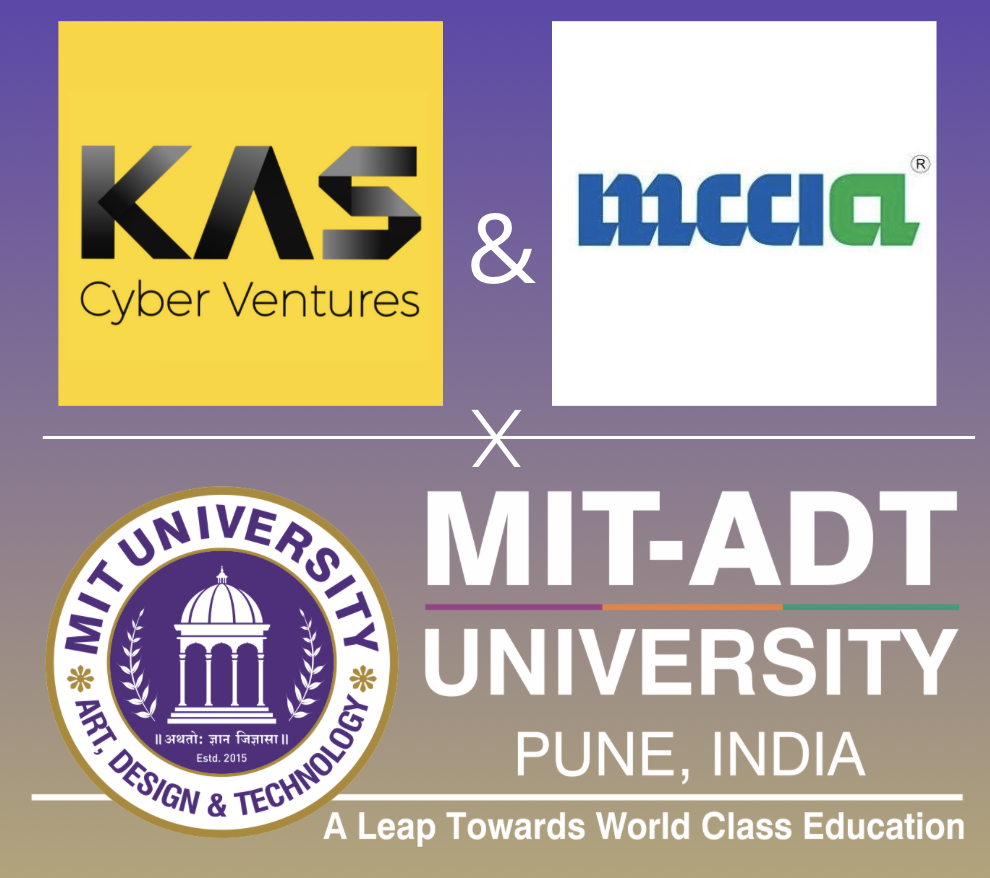 KAS
Cyber Ventures
&
mccia
®
X
MIT UNIVERSITY
ART, DESIGN & TECHNOLOGY
॥ अथतो: ज्ञान जिज्ञासा ॥
Estd. 2015
MIT-ADT
UNIVERSITY
PUNE, INDIA
A Leap Towards World Class Education